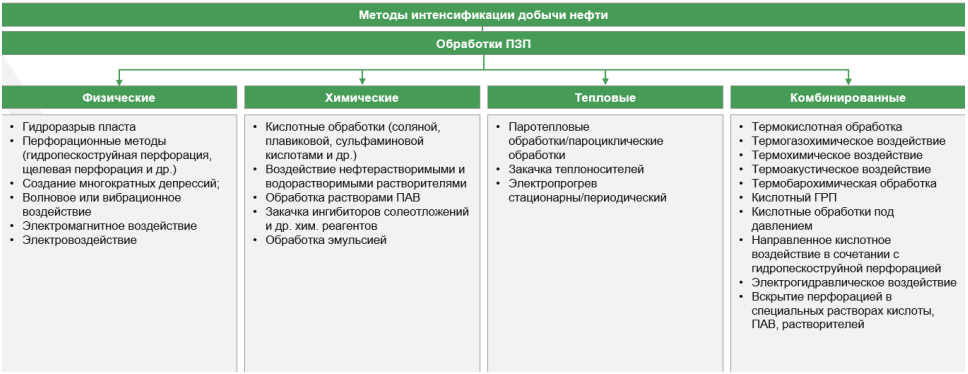 Методы интенсификации добычи нефти
Обработки ПЗП
Физические
• Гидроразрыв пласта
• Перфорационные методы
(гидропескоструйная перфорация,
щелевая перфорация и др.)
• Создание многократных депрессий;
• Волновое или вибрационное
воздействие
• Электромагнитное воздействие
• Электровоздействие
Химические
• Кислотные обработки (соляной,
плавиковой, сульфаминовой
кислотами и др.)
• Воздействие нефтерастворимыми и
водорастворимыми растворителями
• Обработка растворами ПАВ
• Закачка ингибиторов солеотложений
и др. хим. реагентов
• Обработка эмульсией
Тепловые
• Паротепловые
обработки/пароциклические
обработки
• Закачка теплоносителей
• Электропрогрев
стационарны/периодический
Комбинированные
• Термокислотная обработка
• Термогазохимическое воздействие
• Термохимическое воздействие
• Термоакустическое воздействие
• Термобарохимическая обработка
• Кислотный ГРП
• Кислотные обработки под
давлением
• Направленное кислотное
воздействие в сочетании с
гидропескоструйной перфорацией
• Электрогидравлическое воздействие
• Вскрытие перфорацией в
специальных растворах кислоты,
ПАВ, растворителей